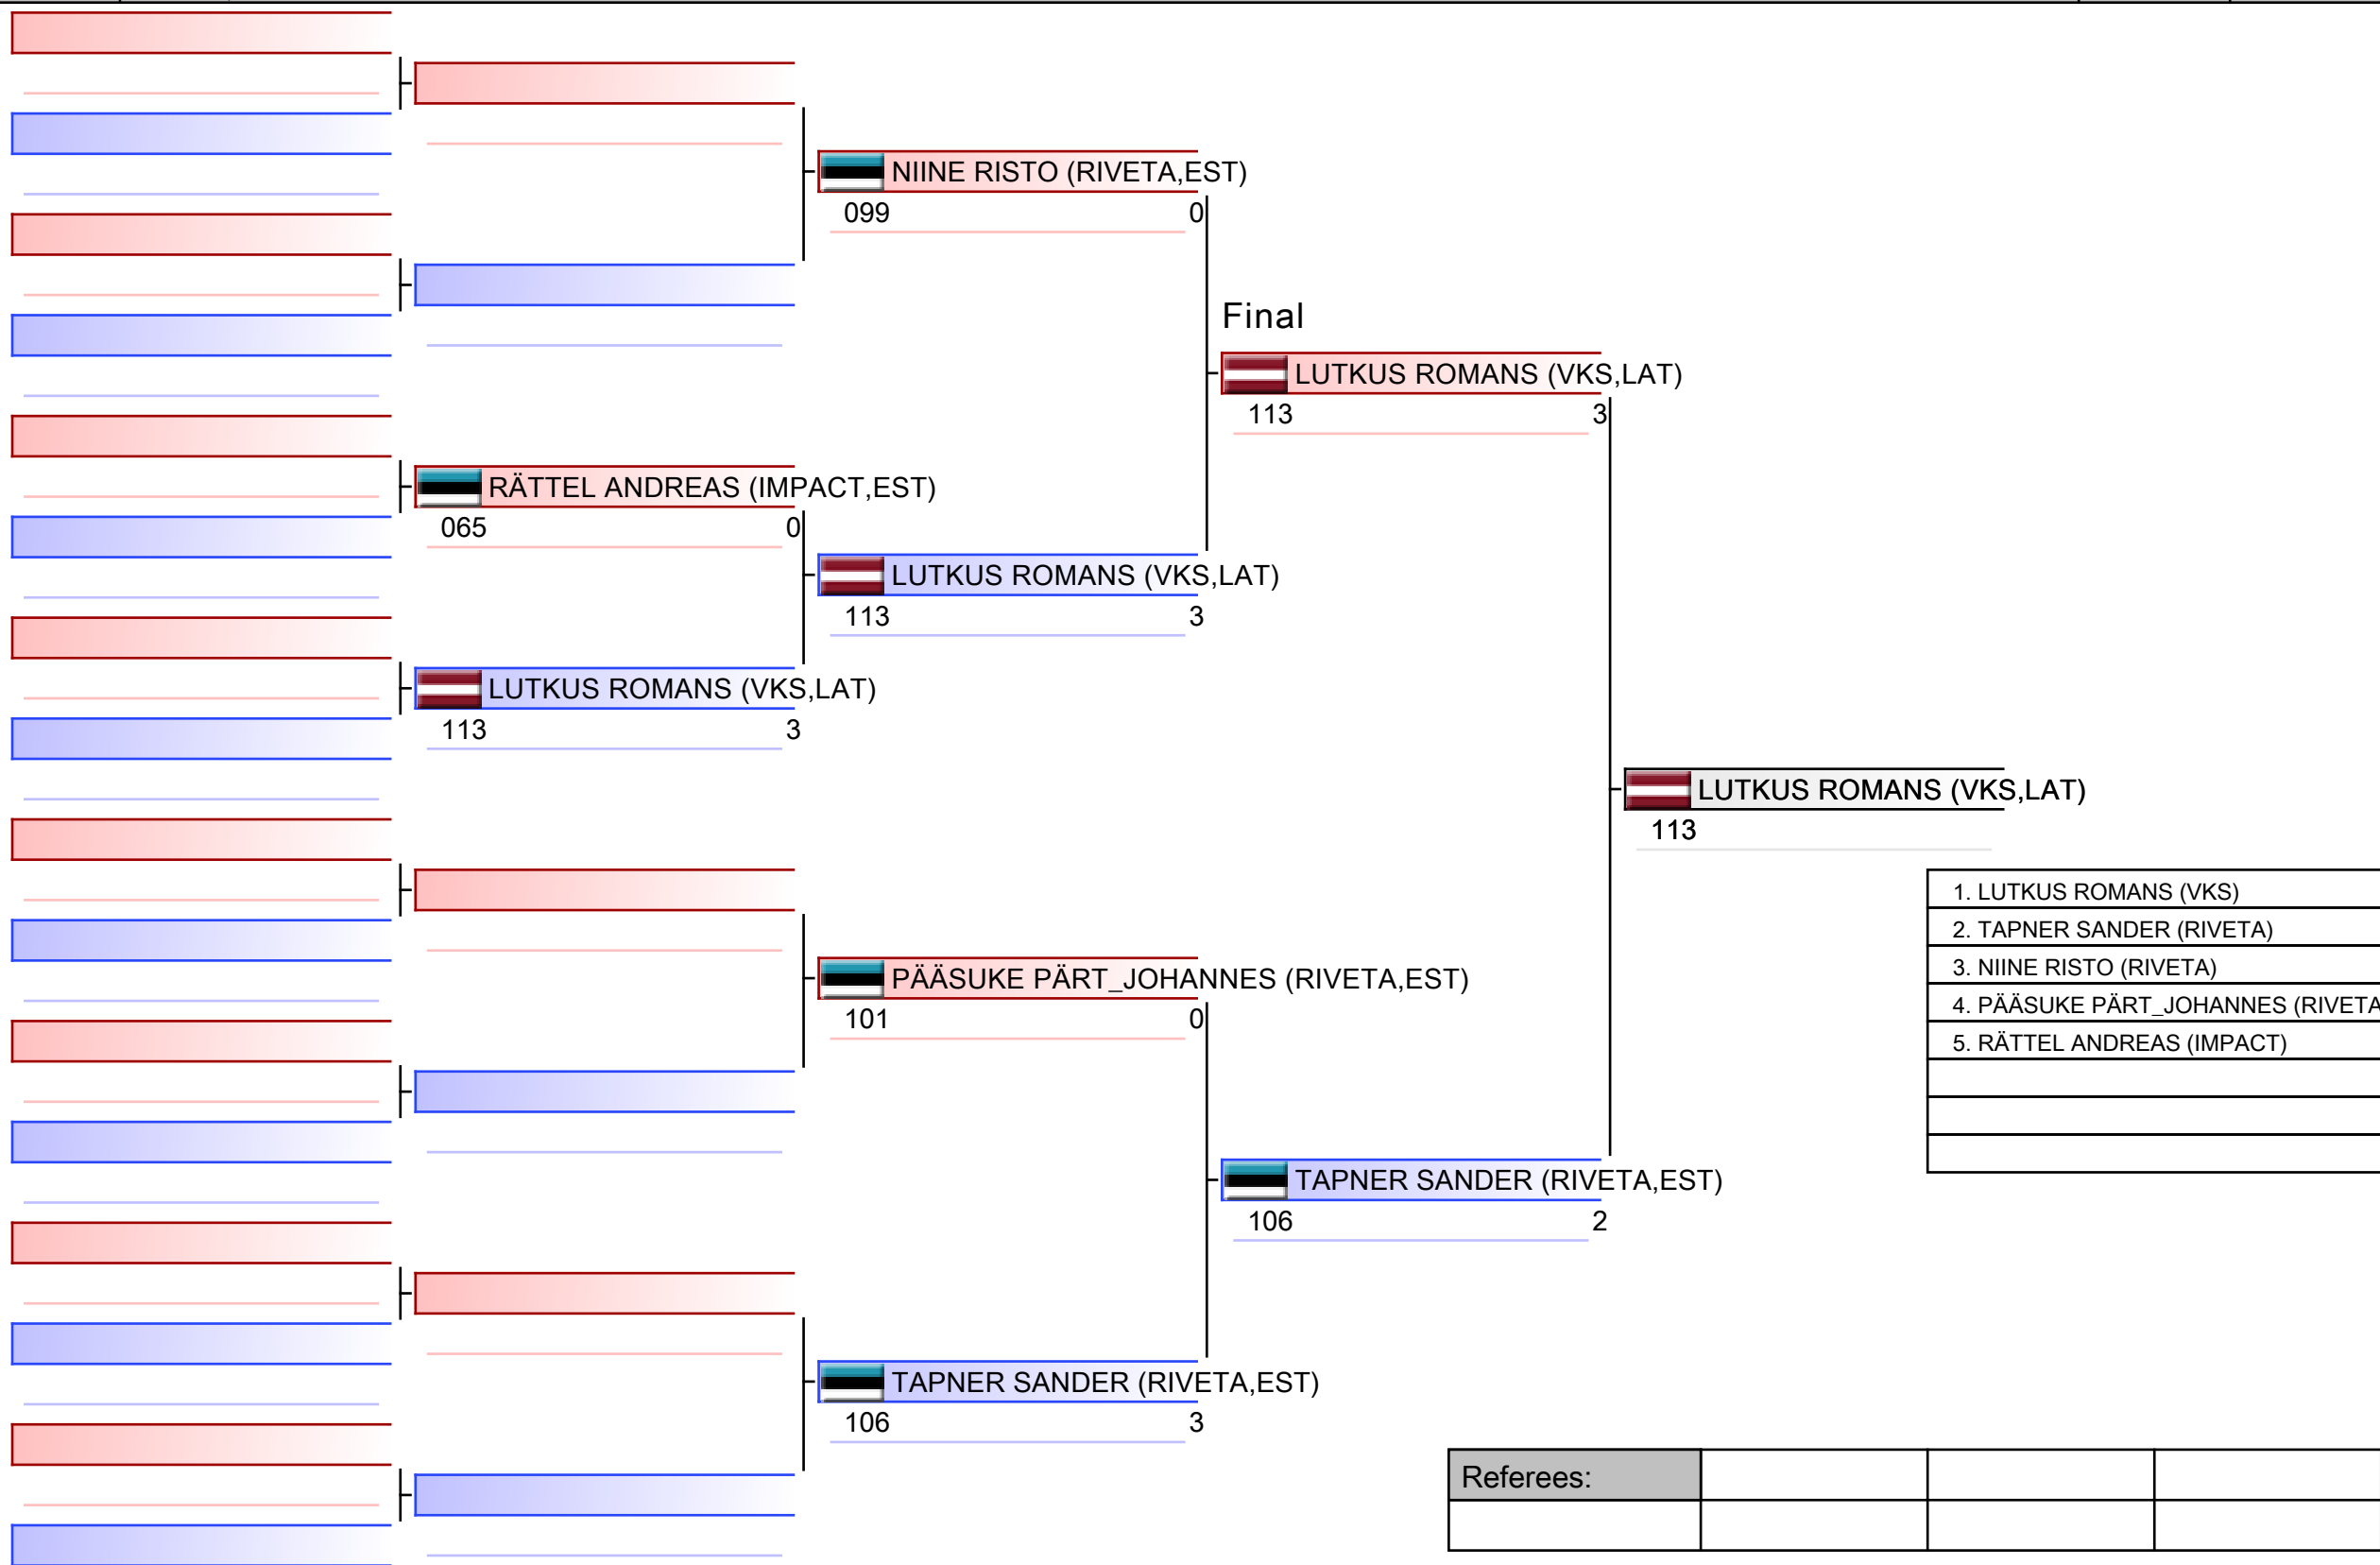 NIINE RISTO (RIVETA,EST)
099 0
Final
LUTKUS ROMANS (VKS,LAT)
113 3
RÄTTEL ANDREAS (IMPACT,EST)
065 0
LUTKUS ROMANS (VKS,LAT)
113 3
LUTKUS ROMANS (VKS,LAT)
113 3
LUTKUS ROMANS (VKS,LAT)
113
1. LUTKUS ROMANS (VKS)
2. TAPNER SANDER (RIVETA)
3. NIINE RISTO (RIVETA)
4. PÄÄSUKE PÄRT_JOHANNES (RIVETA
5. RÄTTEL ANDREAS (IMPACT)
PÄÄSUKE PÄRT_JOHANNES (RIVETA,EST)
101 0
TAPNER SANDER (RIVETA,EST)
106 2
TAPNER SANDER (RIVETA,EST)
106 3
Referees: